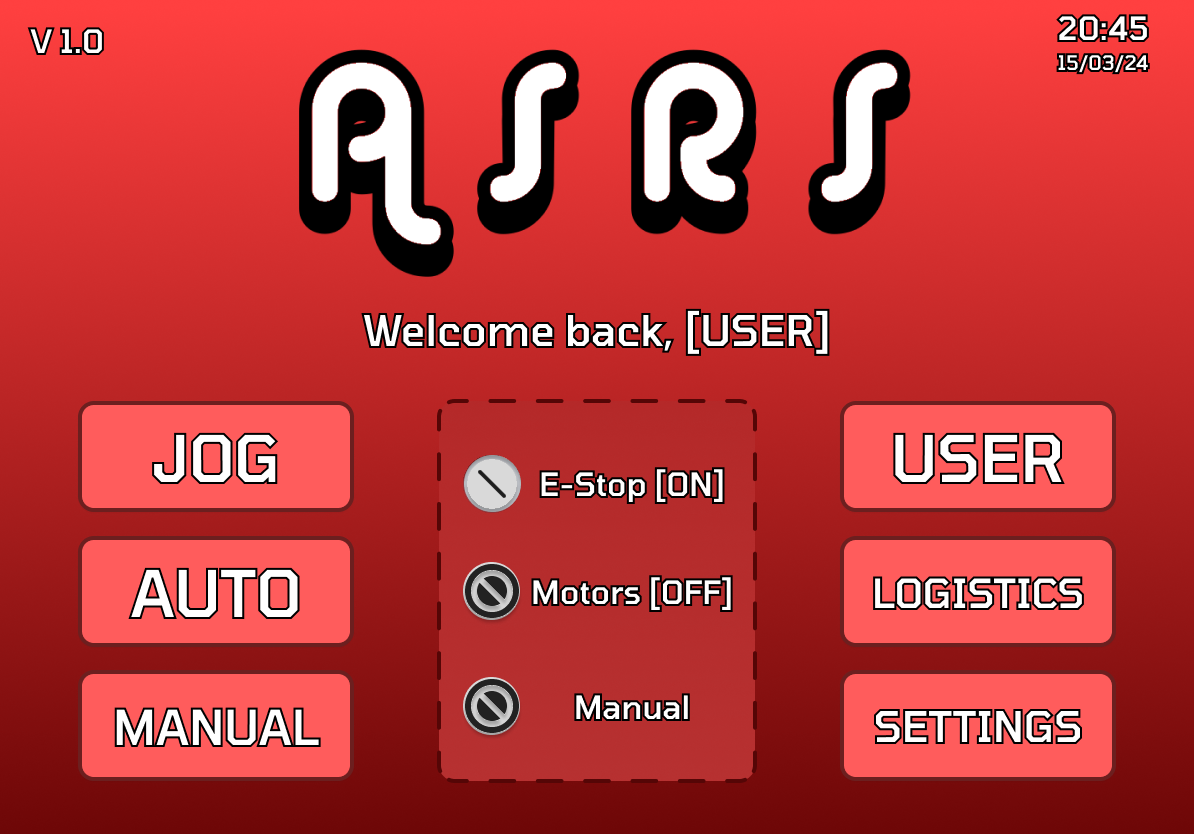 V 1.0
20:45
15/03/24
ASRS
Welcome back, [USER]
JOG
AUTO
MANUAL
E-Stop [ON]
Motors [OFF]
Manual
USER
LOGISTICS
SETTINGS